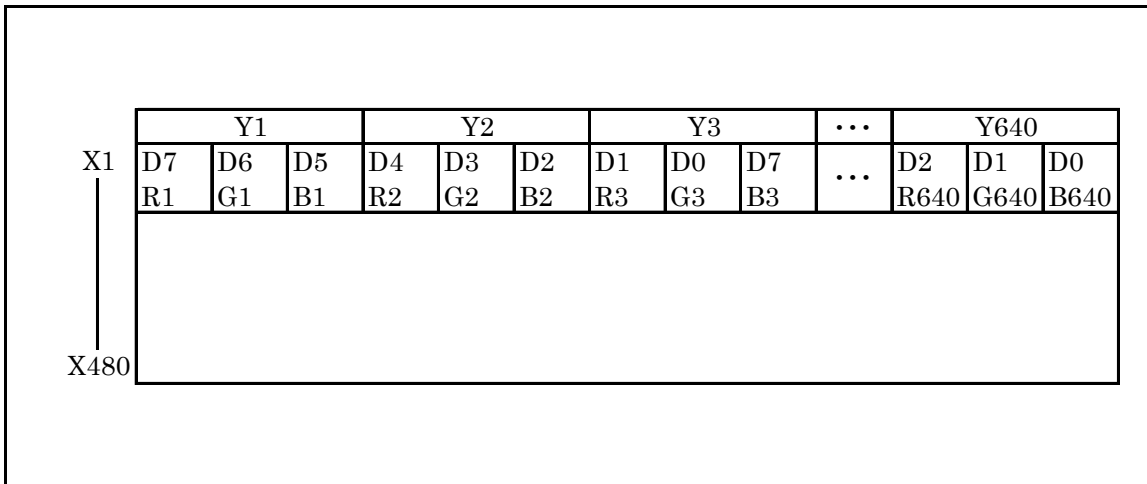 Y1 Y2 Y3 ... Y640
X1 D7 D6 D5 D4 D3 D2 D1 D0 D7 ... D2 D1 D0
R1 G1 B1 R2 G2 B2 R3 G3 B3 R640 G640 B640
X480